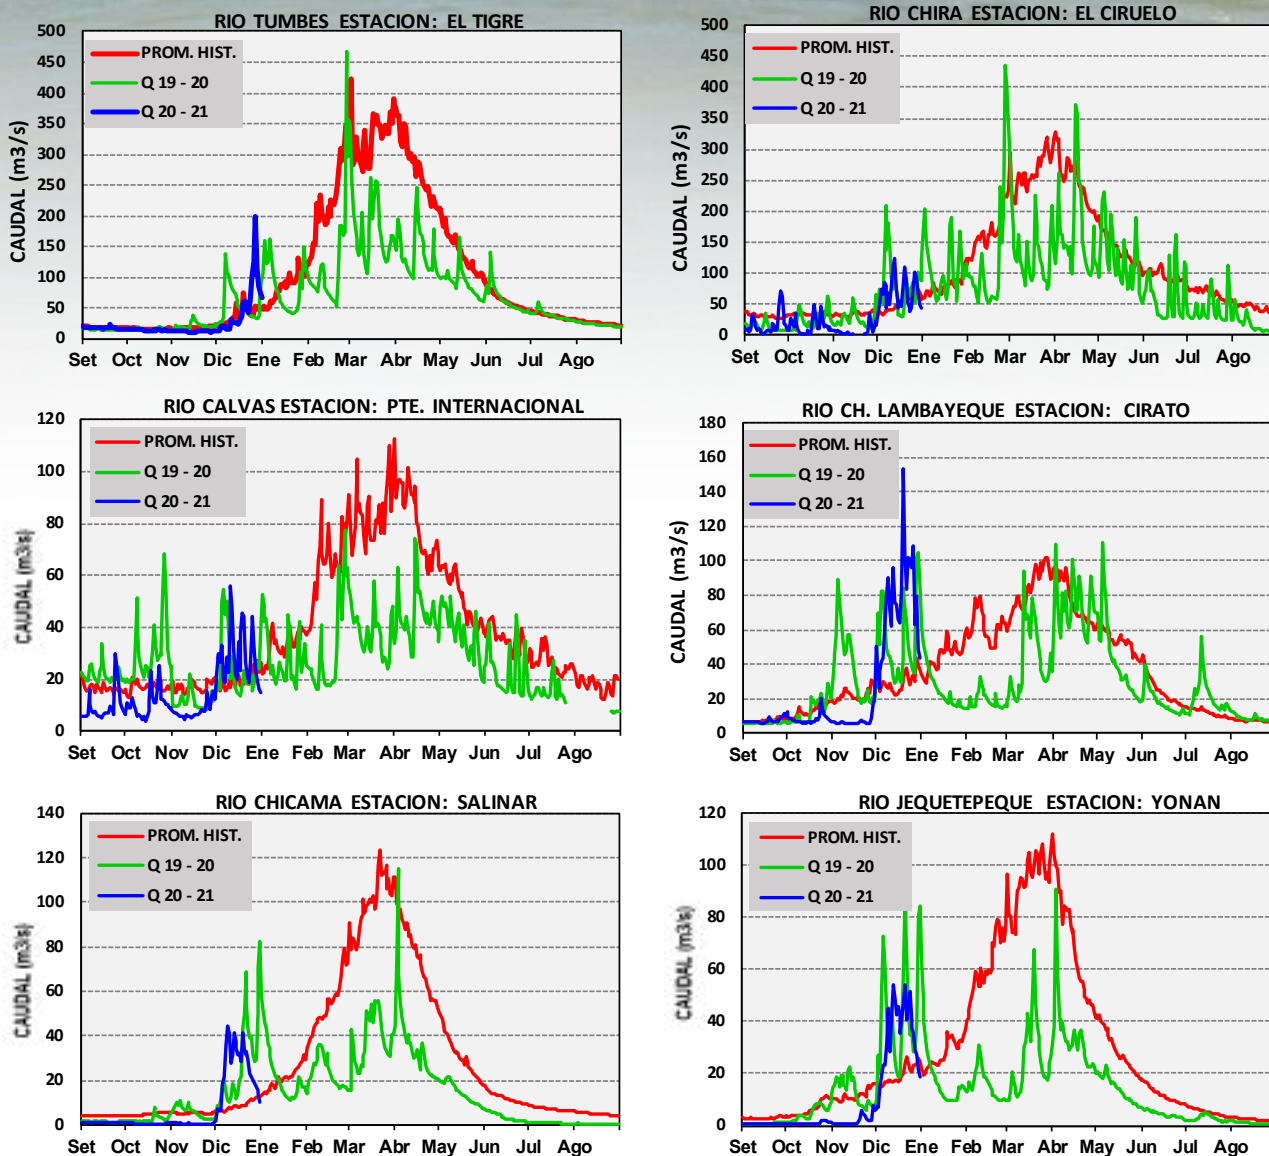 RIO TUMBES ESTACION: EL TIGRE
CAUDAL (m3/s)
500
450
400
350
300
250
200
150
100
50
0
PROM. HIST.
Q 19 - 20
Q 20 - 21
Set Oct Nov Dic Ene Feb Mar Abr May Jun Jul Ago
RIO CHIRA ESTACION: EL CIRUELO
CAUDAL (m3/s)
500
450
400
350
300
250
200
150
100
50
0
PROM. HIST.
Q 19 - 20
Q 20 - 21
Set Oct Nov Dic Ene Feb Mar Abr May Jun Jul Ago
RIO CALVAS ESTACION: PTE. INTERNACIONAL
CAUDAL (m3/s)
120
100
80
60
40
20
0
PROM. HIST.
Q 19 - 20
Q 20 - 21
Set Oct Nov Dic Ene Feb Mar Abr May Jun Jul Ago
RIO CH. LAMBAYEQUE ESTACION: CIRATO
CAUDAL (m3/s)
180
160
140
120
100
80
60
40
20
0
PROM. HIST.
Q 19 - 20
Q 20 - 21
Set Oct Nov Dic Ene Feb Mar Abr May Jun Jul Ago
RIO CHICAMA ESTACION: SALINAR
CAUDAL (m3/s)
140
120
100
80
60
40
20
0
PROM. HIST.
Q 19 - 20
Q 20 - 21
Set Oct Nov Dic Ene Feb Mar Abr May Jun Jul Ago
RIO JEQUETEPEQUE ESTACION: YONAN
CAUDAL (m3/s)
120
100
80
60
40
20
0
PROM. HIST.
Q 19 - 20
Q 20 - 21
Set Oct Nov Dic Ene Feb Mar Abr May Jun Jul Ago